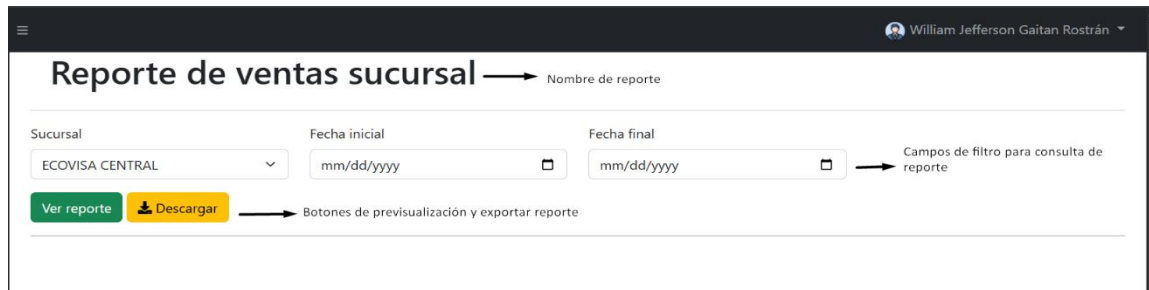 William Jefferson Gaitan Rostrán
Reporte de ventas sucursal
Nombre de reporte
Sucursal
Fecha inicial
Fecha final
ECOVISA CENTRAL
mm/dd/yyyy
mm/dd/yyyy
Campos de filtro para consulta de
reporte
Ver reporte
Descargar
Botones de previsualización y exportar reporte